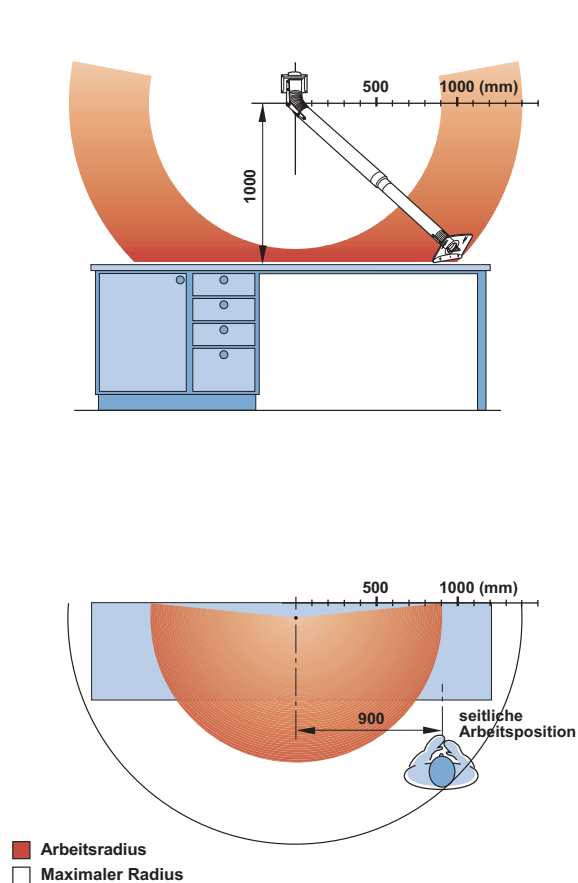 500
1000 (mm)
1000
500
1000 (mm)
900
seitliche
Arbeitsposition
Arbeitsradius
Maximaler Radius